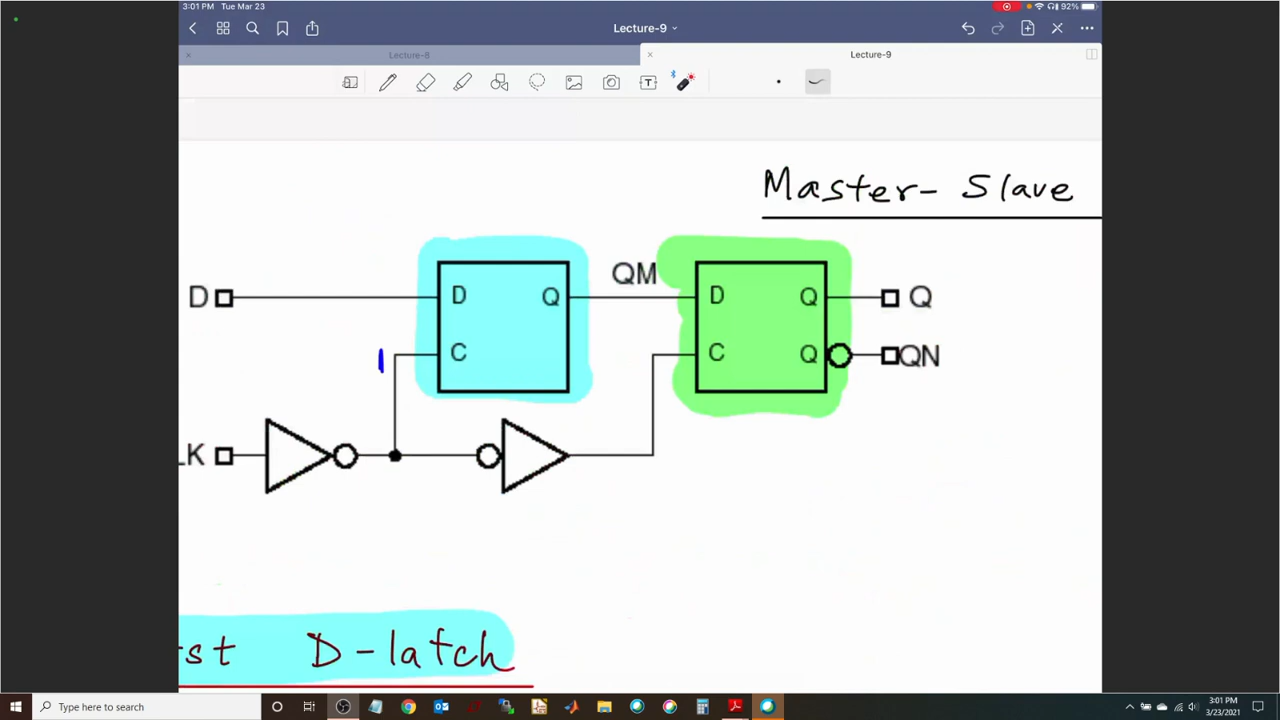 3:01 PM Tue Mar 23
92%
Lecture-9
Lecture-8
Lecture-9
T
Master- Slave
D
D
Q
QM
D
Q
Q
1
C
C
Q
QN
LK
st D-latch
Type here to search
3:01 PM
3/23/2021